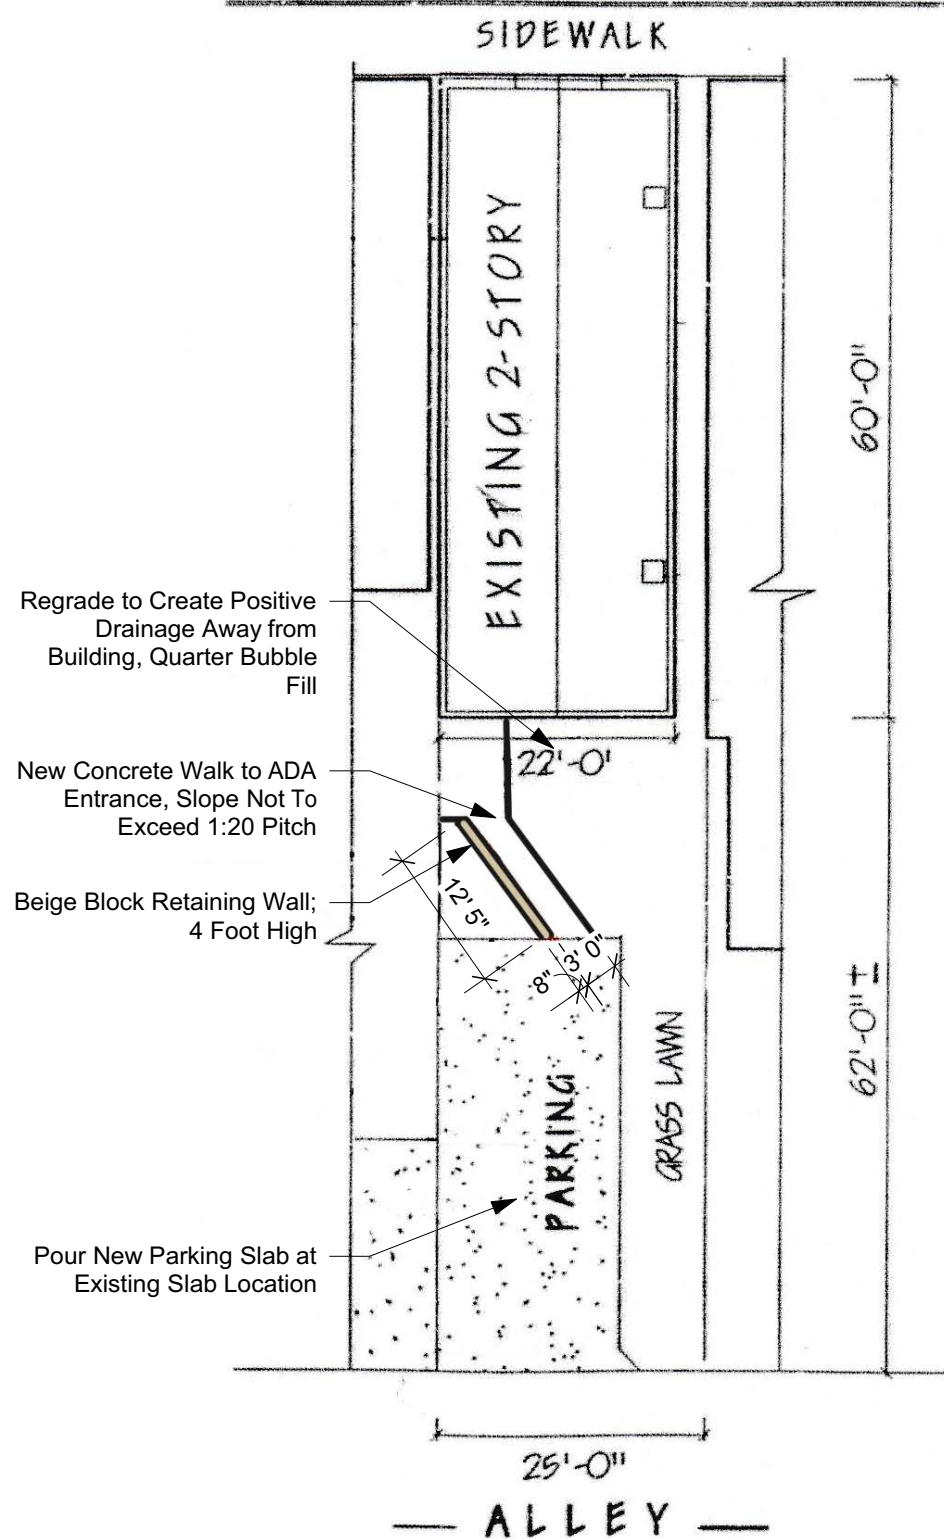 SIDEWALK
EXISTING 2-STORY
60'-0"
Regrade to Create Positive
Drainage Away from
Building, Quarter Bubble
Fill
22'-0'
New Concrete Walk to ADA
Entrance, Slope Not To
Exceed 1:20 Pitch
Beige Block Retaining Wall;
4 Foot High
12' 5"
8"
3' 0"
62'-0" ±
GRASS LAWN
PARKING
Pour New Parking Slab at
Existing Slab Location
25'-0"
ALLEY